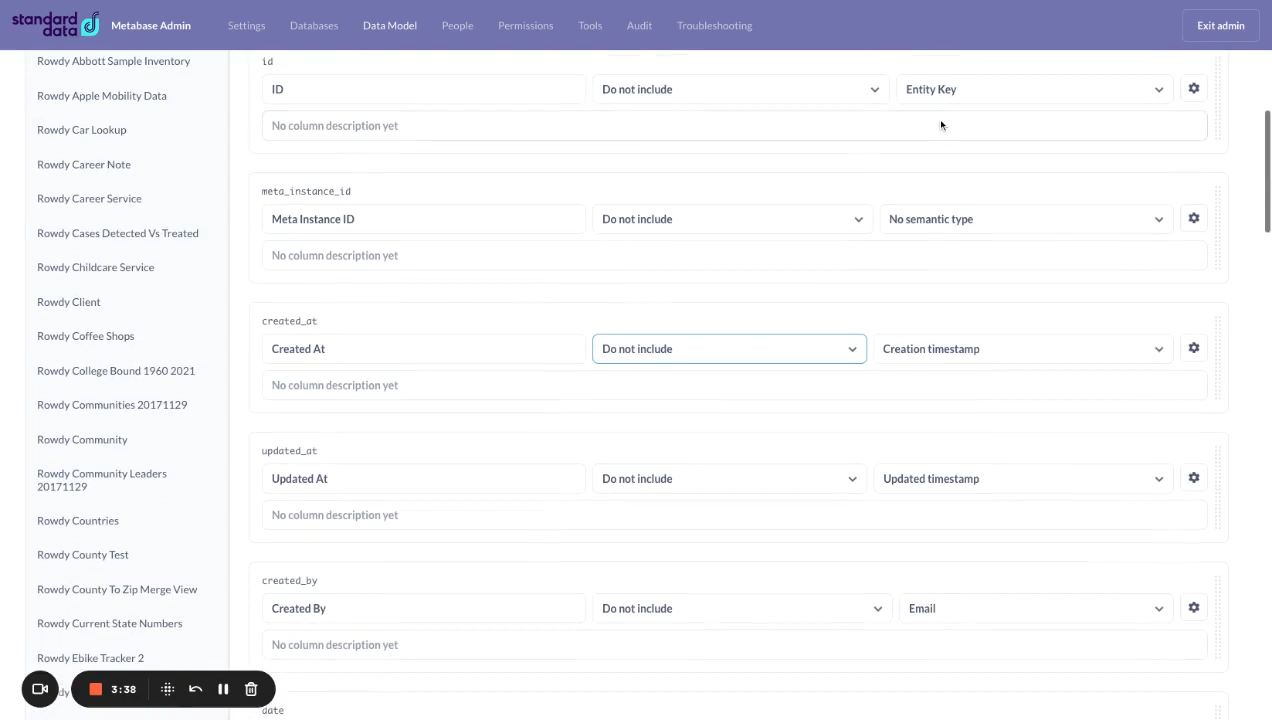 standard
data
Metabase Admin
Settings
Databases
Data Model
People
Permissions
Tools
Audit
Troubleshooting
Exit admin
Rowdy Abbott Sample Inventory
Rowdy Apple Mobility Data
Rowdy Car Lookup
Rowdy Career Note
Rowdy Career Service
Rowdy Cases Detected Vs Treated
Rowdy Childcare Service
Rowdy Client
Rowdy Coffee Shops
Rowdy College Bound 1960 2021
Rowdy Communities 20171129
Rowdy Community
Rowdy Community Leaders
20171129
Rowdy Countries
Rowdy County Test
Rowdy County To Zip Merge View
Rowdy Current State Numbers
Rowdy Ebike Tracker 2
id
ID
Do not include
Entity Key
No column description yet
meta_instance_id
Meta Instance ID
Do not include
No semantic type
No column description yet
created_at
Created At
Do not include
Creation timestamp
No column description yet
updated_at
Updated At
Do not include
Updated timestamp
No column description yet
created_by
Created By
Do not include
Email
No column description yet
date
3:38